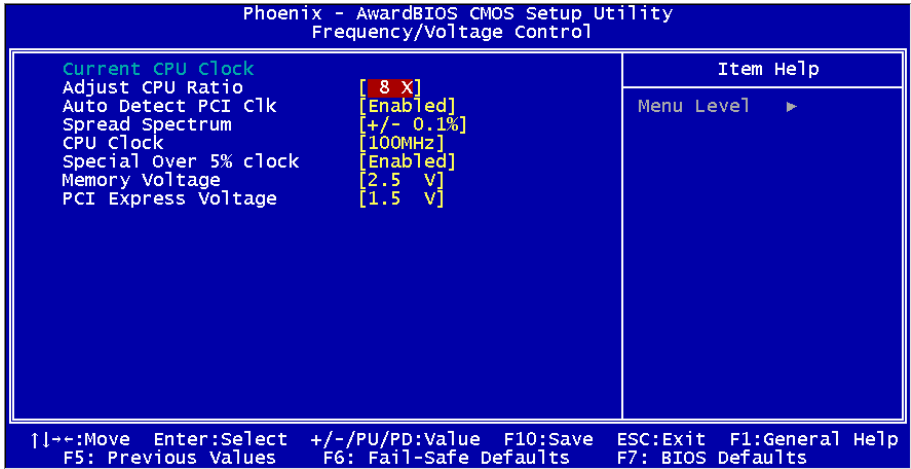 Phoenix - AwardBIOS CMOS Setup Utility
Frequency/Voltage Control
Current CPU Clock
Adjust CPU Ratio [ 8 X]
Auto Detect PCI Clk [Enabled]
Spread Spectrum [+/- 0.1%]
CPU Clock [100MHz]
Special Over 5% clock [Enabled]
Memory Voltage [2.5 V]
PCI Express Voltage [1.5 V]
Item Help
Menu Level ►
↑↓→←:Move Enter:Select +/-/PU/PD:Value F10:Save ESC:Exit F1:General Help
F5: Previous Values F6: Fail-Safe Defaults F7: BIOS Defaults